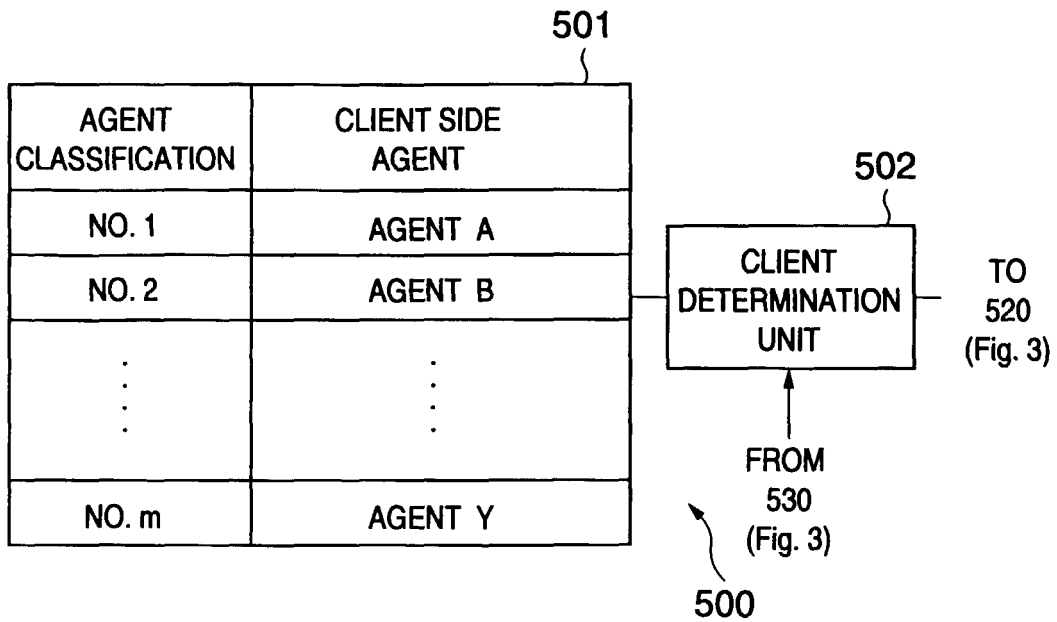 501
AGENT
CLASSIFICATION
CLIENT SIDE
AGENT
NO. 1
AGENT A
NO. 2
AGENT B
NO. m
AGENT Y
502
CLIENT
DETERMINATION
UNIT
TO
520
(Fig. 3)
FROM
530
(Fig. 3)
500